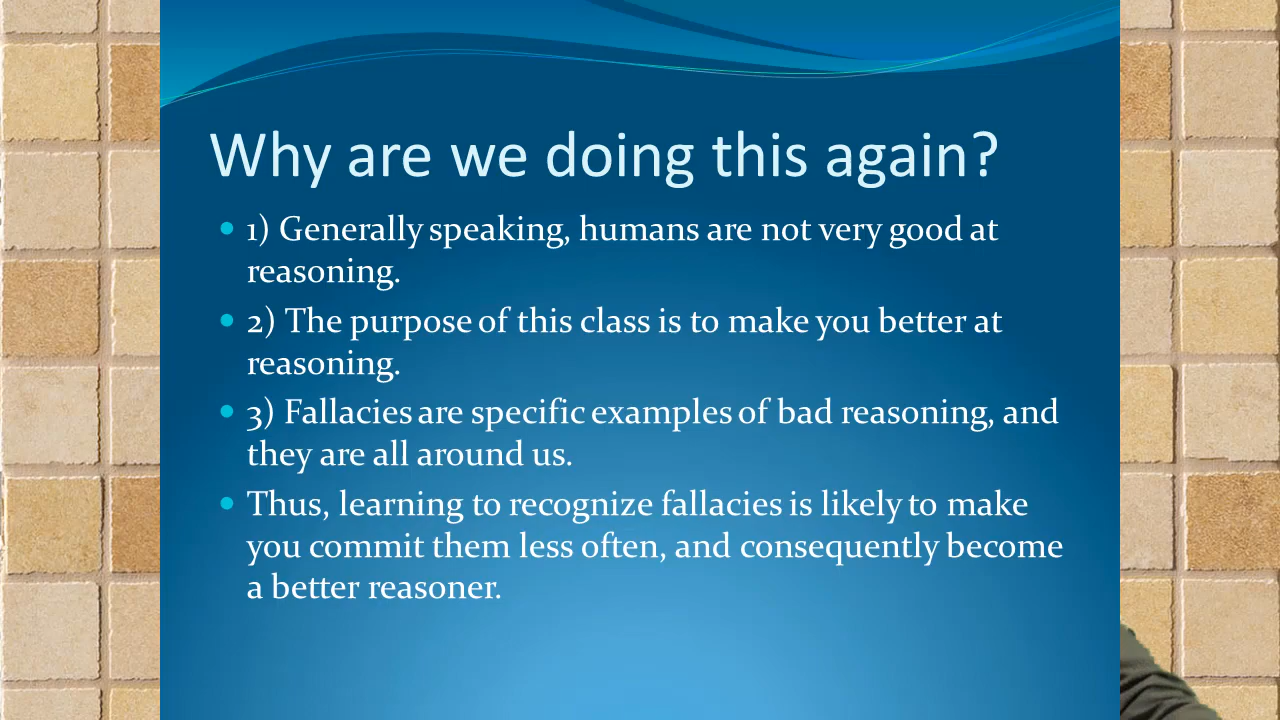 Why are we doing this again?
• 1) Generally speaking, humans are not very good at
reasoning.
• 2) The purpose of this class is to make you better at
reasoning.
• 3) Fallacies are specific examples of bad reasoning, and
they are all around us.
• Thus, learning to recognize fallacies is likely to make
you commit them less often, and consequently become
a better reasoner.